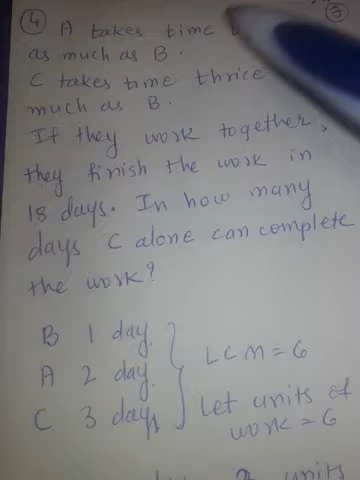 4 A takes time
3
as much as B.
C takes time thrice
much as B.
If they work together,
they finish the work in
18 days. In how many
days C alone can complete
the work?
B 1 day.
A 2 day.
C 3 days
LCM = 6
Let units of
work = 6
units